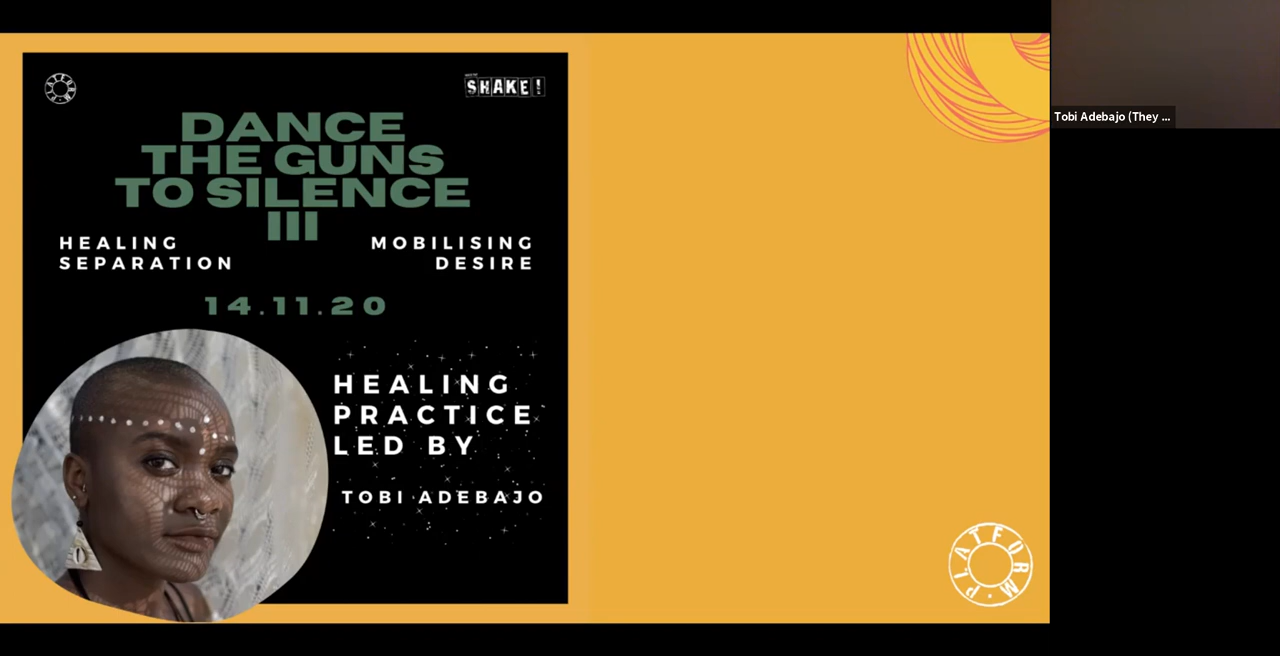 PLATFORM
SHAKE!
DANCE
THE GUNS
TO SILENCE
III
HEALING
SEPARATION
MOBILISING
DESIRE
14.11.20
HEALING
PRACTICE
LED BY
TOBI ADEBAJO
Tobi Adebajo (They ...
PLATFORM